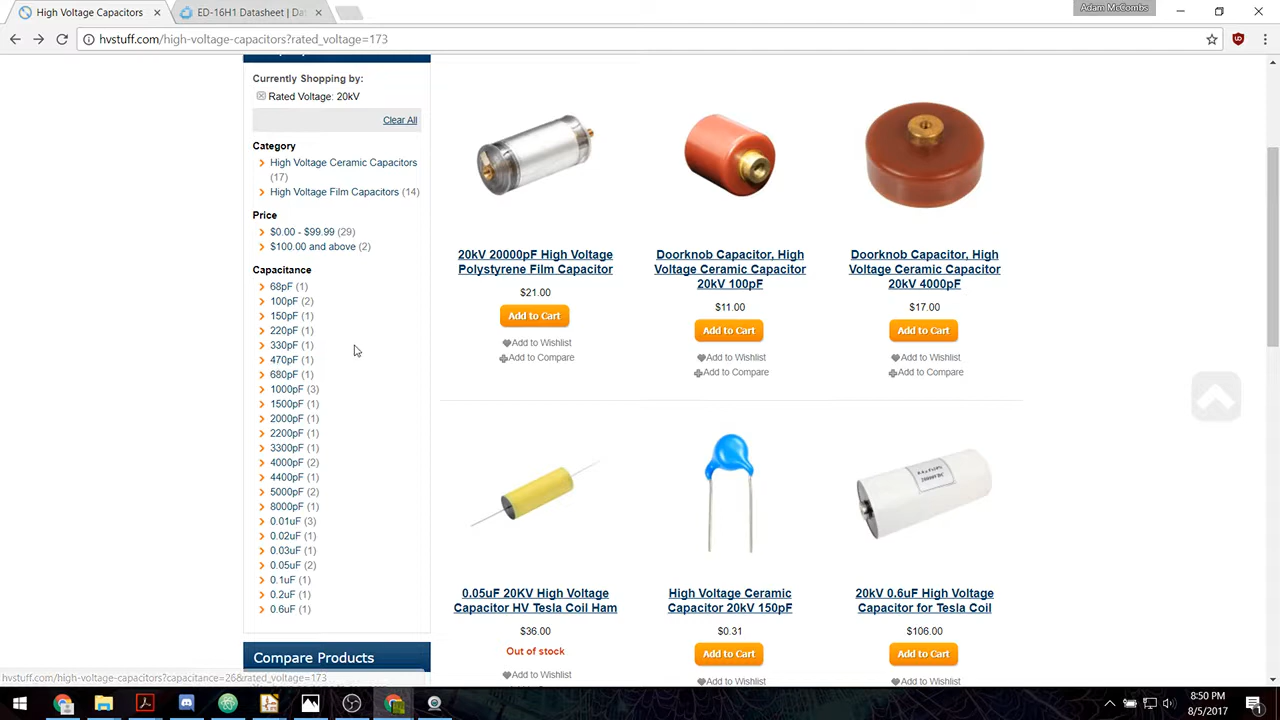 High Voltage Capacitors
ED-16H1 Datasheet | Da
Adam McCombs
hvstuff.com/high-voltage-capacitors?rated_voltage=173
Currently Shopping by:
Rated Voltage: 20kV
Clear All
Category
High Voltage Ceramic Capacitors
(17)
High Voltage Film Capacitors (14)
Price
$0.00 - $99.99 (29)
$100.00 and above (2)
Capacitance
68pF (1)
100pF (2)
150pF (1)
220pF (1)
330pF (1)
470pF (1)
680pF (1)
1000pF (3)
1500pF (1)
2000pF (1)
2200pF (1)
3300pF (1)
4000pF (2)
4400pF (1)
5000pF (2)
8000pF (1)
0.01uF (3)
0.02uF (1)
0.03uF (1)
0.05uF (2)
0.1uF (1)
0.2uF (1)
0.6uF (1)
Compare Products
20kV 20000pF High Voltage
Polystyrene Film Capacitor
$21.00
Add to Cart
Add to Wishlist
Add to Compare
Doorknob Capacitor, High
Voltage Ceramic Capacitor
20kV 100pF
$11.00
Add to Cart
Add to Wishlist
Add to Compare
Doorknob Capacitor, High
Voltage Ceramic Capacitor
20kV 4000pF
$17.00
Add to Cart
Add to Wishlist
Add to Compare
0.05uF 20KV High Voltage
Capacitor HV Tesla Coil Ham
$36.00
Out of stock
Add to Wishlist
High Voltage Ceramic
Capacitor 20kV 150pF
$0.31
Add to Cart
Add to Wishlist
20kV 0.6uF High Voltage
Capacitor for Tesla Coil
$106.00
Add to Cart
Add to Wishlist
hvstuff.com/high-voltage-capacitors?capacitance=26&rated_voltage=173
8:50 PM
8/5/2017